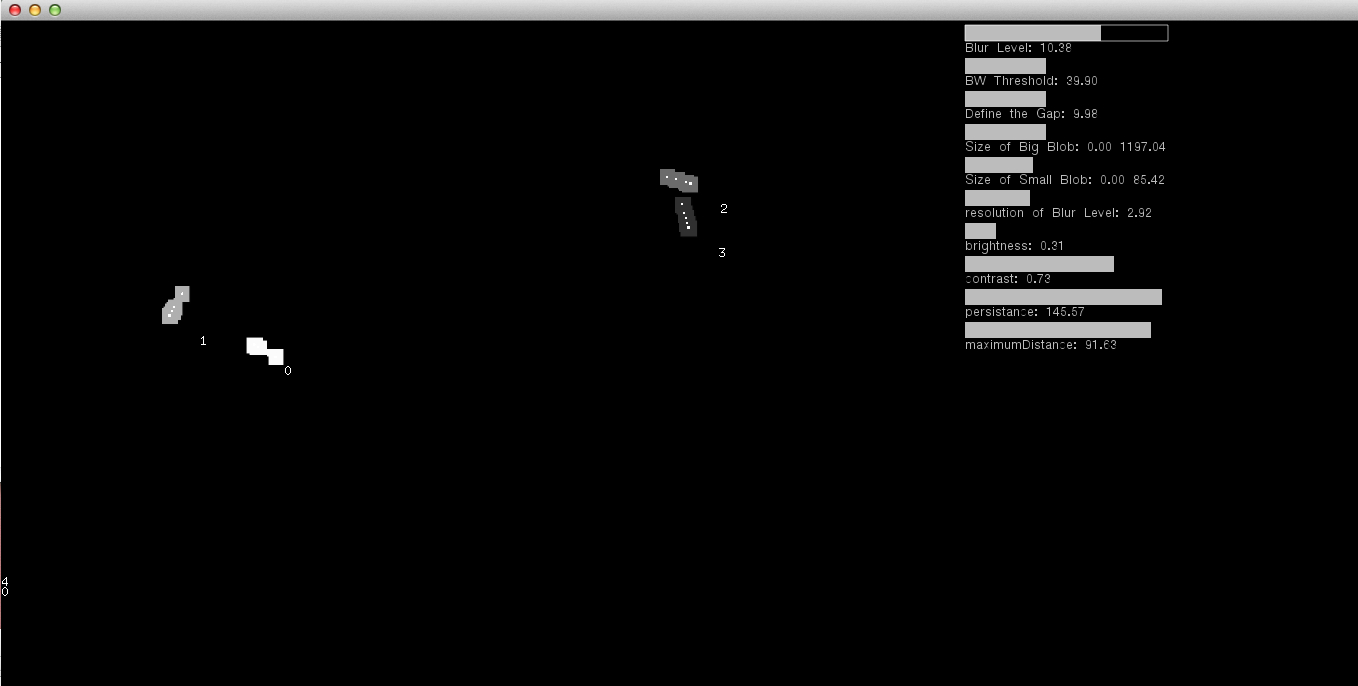 Blur Level: 10.38
BW Threshold: 39.90
Define the Gap: 9.98
Size of Big Blob: 0.00 1197.04
Size of Small Blob: 0.00 85.42
resolution of Blur Level: 2.92
brightness: 0.31
contrast: 0.73
persistance: 145.57
maximumDistance: 91.63
2
3
1
0
4
0